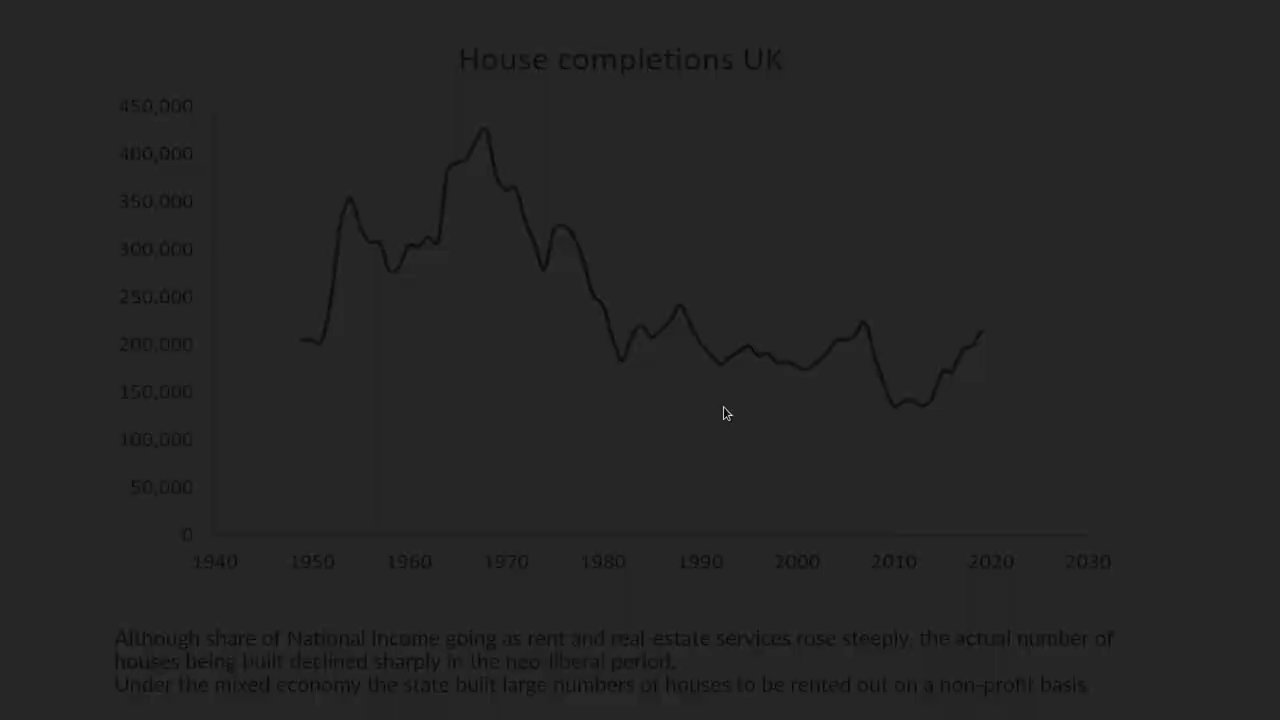 House completions UK
450,000
400,000
350,000
300,000
250,000
200,000
150,000
100,000
50,000
0
1940 1950 1960 1970 1980 1990 2000 2010 2020 2030
Although share of National Income going as rent and real estate services rose steeply, the actual number of
houses being built declined sharply in the neo liberal period.
Under the mixed economy the state built large numbers of houses to be rented out on a non-profit basis